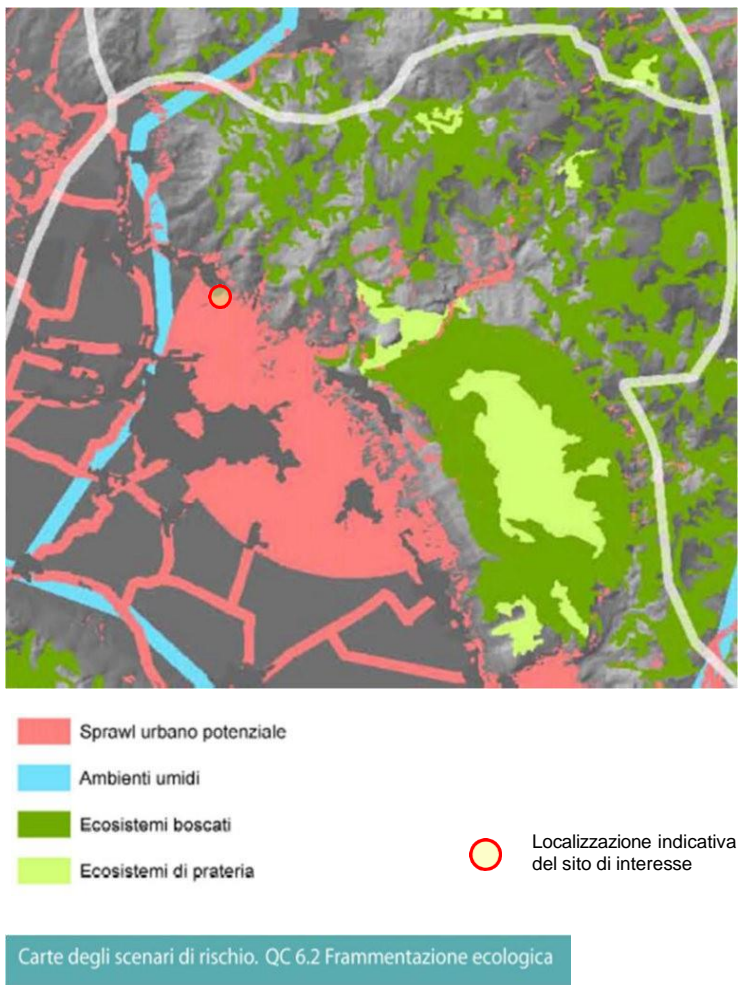 Sprawl urbano potenziale
Ambienti umidi
Ecosistemi boscati
Ecosistemi di prateria
Localizzazione indicativa
del sito di interesse
Carte degli scenari di rischio. QC 6.2 Frammentazione ecologica